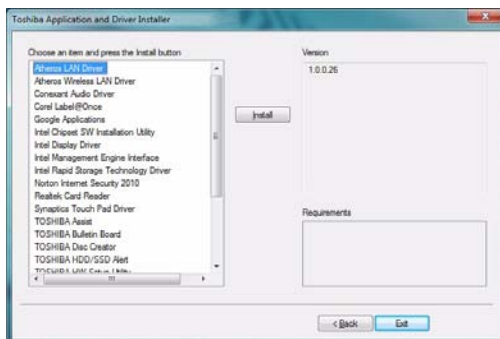 Toshiba Application and Driver Installer
Choose an item and press the Install button
Atheros LAN Driver
Atheros Wireless LAN Driver
Conexant Audio Driver
Corel Label@Once
Google Applications
Intel Chipset SW Installation Utility
Intel Display Driver
Intel Management Engine Interface
Intel Rapid Storage Technology Driver
Norton Internet Security 2010
Realtek Card Reader
Synaptics Touch Pad Driver
TOSHIBA Assist
TOSHIBA Bulletin Board
TOSHIBA Disc Creator
TOSHIBA HDD/SSD Alert
TOSHIBA HW Setup Utility
Install
Version
1.0.0.26
Requirements
< Back
Exit